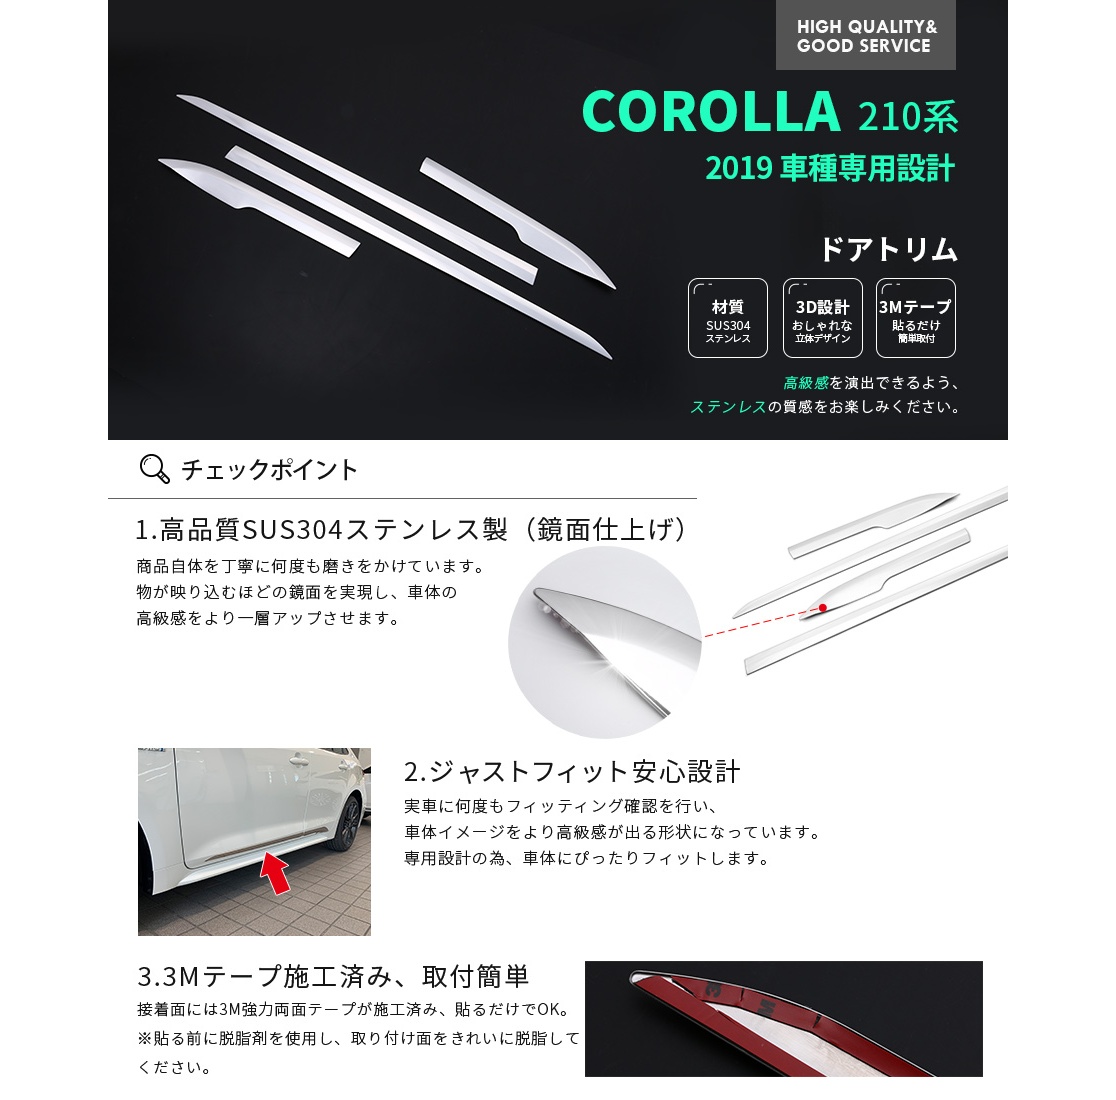 HIGH QUALITY&
GOOD SERVICE
COROLLA 210系
2019 車種専用設計
ドアトリム
材質
SUS304
ステンレス
3D設計
おしゃれな
立体デザイン
3Mテープ
貼るだけ
簡単取付
高級感を演出できるよう、
ステンレスの質感をお楽しみください。
チェックポイント
1.高品質SUS304ステンレス製（鏡面仕上げ）
商品自体を丁寧に何度も磨きをかけています。
物が映り込むほどの鏡面を実現し、車体の
高級感をより一層アップさせます。
2.ジャストフィット安心設計
実車に何度もフィッティング確認を行い、
車体イメージをより高級感が出る形状になっています。
専用設計の為、車体にぴったりフィットします。
3.3Mテープ施工済み、取付簡単
接着面には3M強力両面テープが施工済み、貼るだけでOK。
※貼る前に脱脂剤を使用し、取り付け面をきれいに脱脂して
ください。